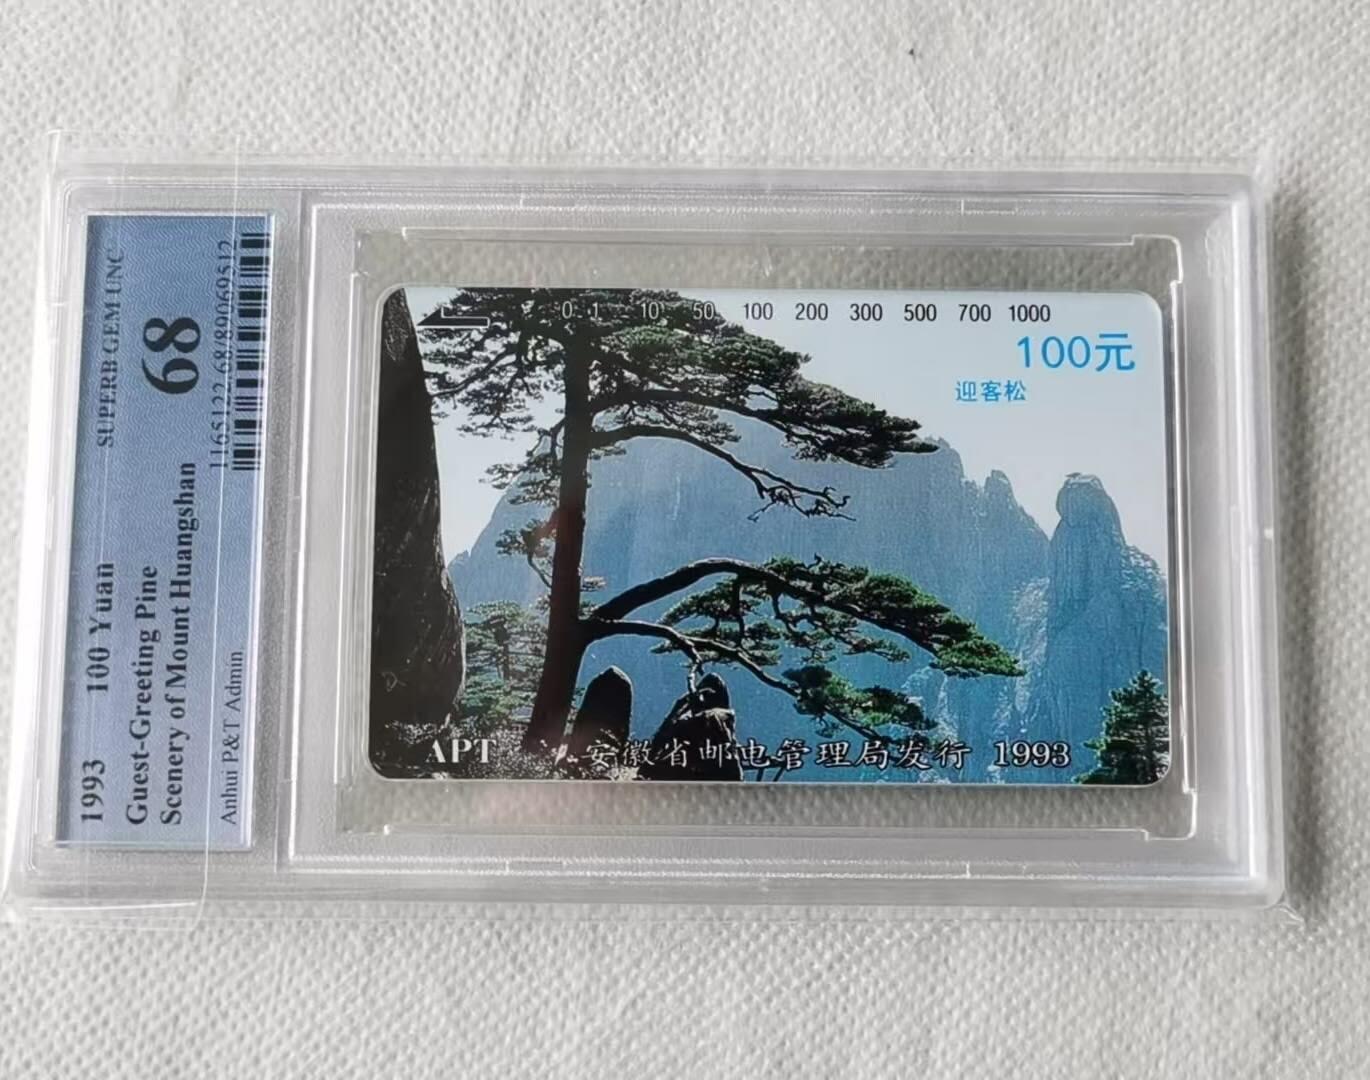 1993 100 Yuan SUPERB GEM UNC
Guest-Greeting Pine 68
Scenery of Mount Huangshan
Anhui P&T Admin 1165122.68/89069512
0 1 10 50 100 200 300 500 700 1000
100元
迎客松
APT 安徽省邮电管理局发行 1993